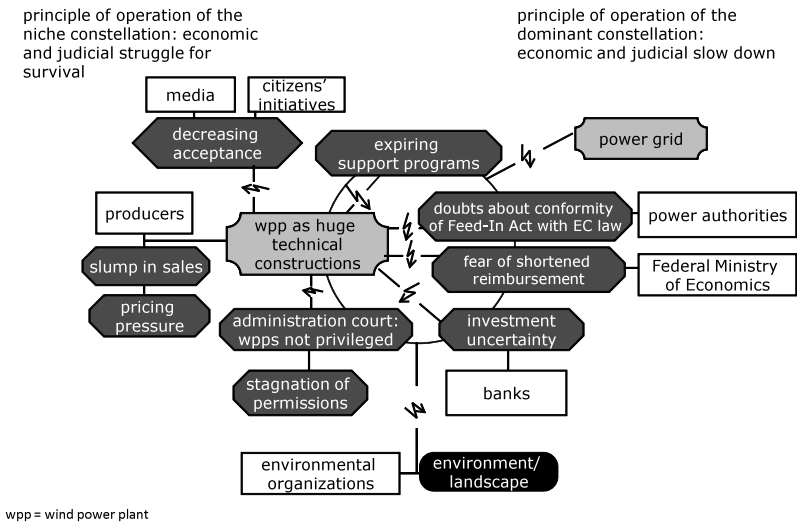 principle of operation of the
niche constellation: economic
and judicial struggle for
survival
principle of operation of the
dominant constellation:
economic and judicial slow down
media
citizens'
initiatives
decreasing
acceptance
expiring
support programs
power grid
producers
wpp as huge
technical
constructions
doubts about conformity
of Feed-In Act with EC law
power authorities
slump in sales
fear of shortened
reimbursement
Federal Ministry
of Economics
pricing
pressure
administration court:
wpps not privileged
investment
uncertainty
stagnation of
permissions
banks
environmental
organizations
environment/
landscape
wpp = wind power plant